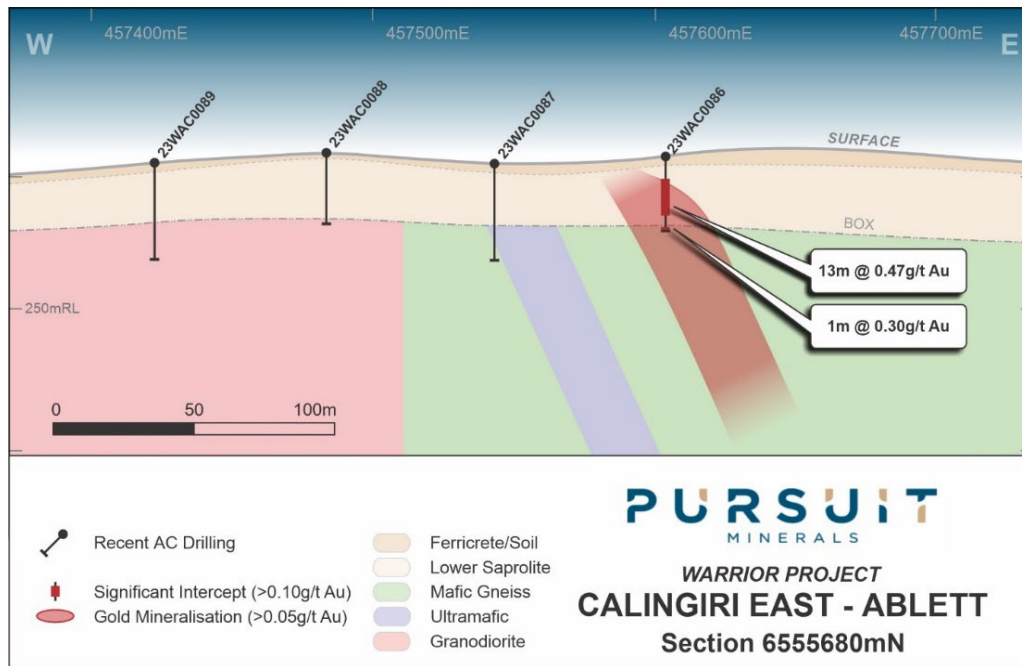 457400mE
457500mE
457600mE
457700mE
W
E
23WAC0089
23WAC0088
23WAC0087
23WAC0086
SURFACE
BOX
13m @ 0.47g/t Au
1m @ 0.30g/t Au
250mRL
0 50 100m
Recent AC Drilling
Significant Intercept (>0.10g/t Au)
Gold Mineralisation (>0.05g/t Au)
Ferricrete/Soil
Lower Saprolite
Mafic Gneiss
Ultramafic
Granodiorite
PURSUIT
MINERALS
WARRIOR PROJECT
CALINGIRI EAST - ABLETT
Section 6555680mN